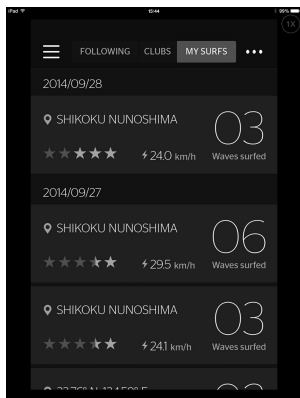 iPad 15:44 99%
1X
FOLLOWING CLUBS MY SURFS
2014/09/28
SHIKOKU NUNOSHIMA
03
24.0 km/h Waves surfed
2014/09/27
SHIKOKU NUNOSHIMA
06
29.5 km/h Waves surfed
SHIKOKU NUNOSHIMA
03
24.1 km/h Waves surfed